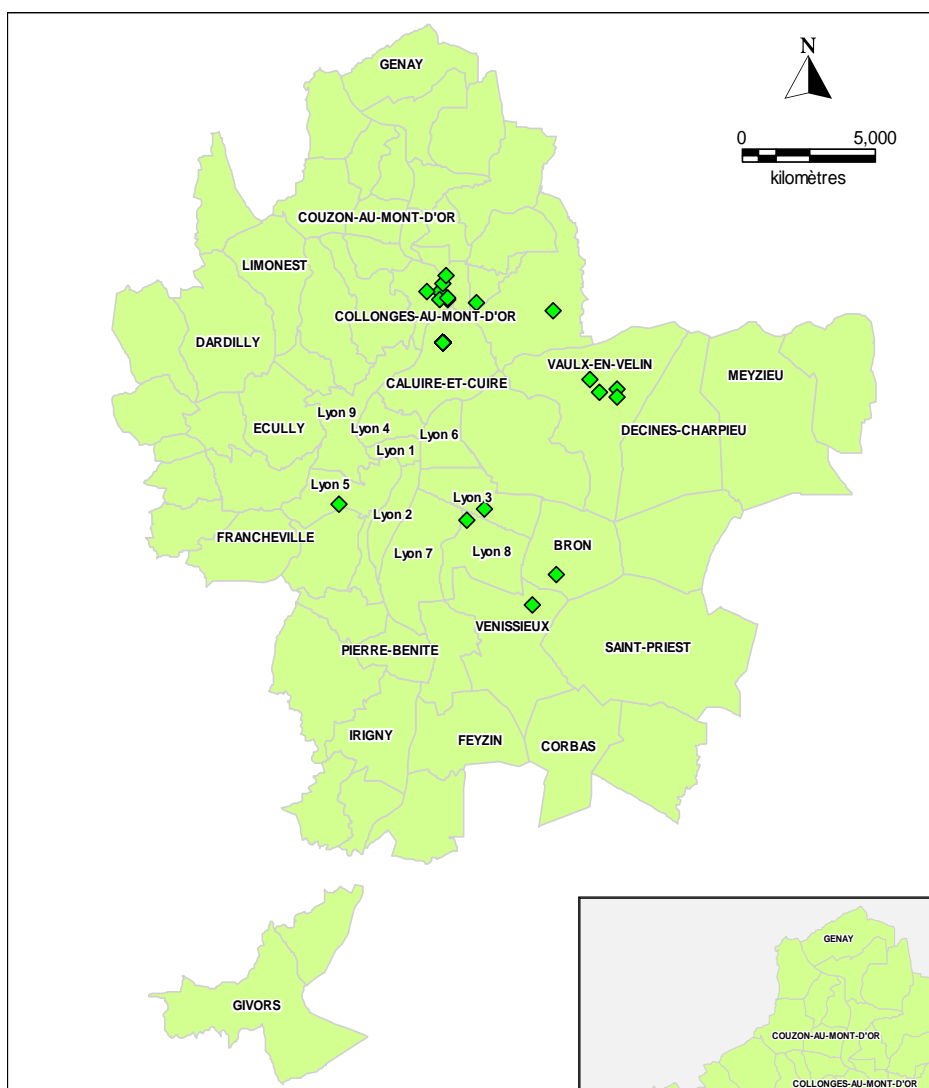 GENAY
N
0 5,000
kilomètres
COUZON-AU-MONT-D'OR
LIMONEST
COLLONGES-AU-MONT-D'OR
DARDILLY
VAULX-EN-VELIN
MEYZIEU
CALUIRE-ET-CUIRE
Lyon 9
ECULLY
Lyon 4
Lyon 6
DECINES-CHARPIEU
Lyon 1
Lyon 5
Lyon 3
Lyon 2
FRANCHEVILLE
BRON
Lyon 7
Lyon 8
VENISSIEUX
PIERRE-BENITE
SAINT-PRIEST
IRIGNY
FEYZIN
CORBAS
GENAY
GIVORS
COUZON-AU-MONT-D'OR
COLLONGES-AU-MONT-D'OR